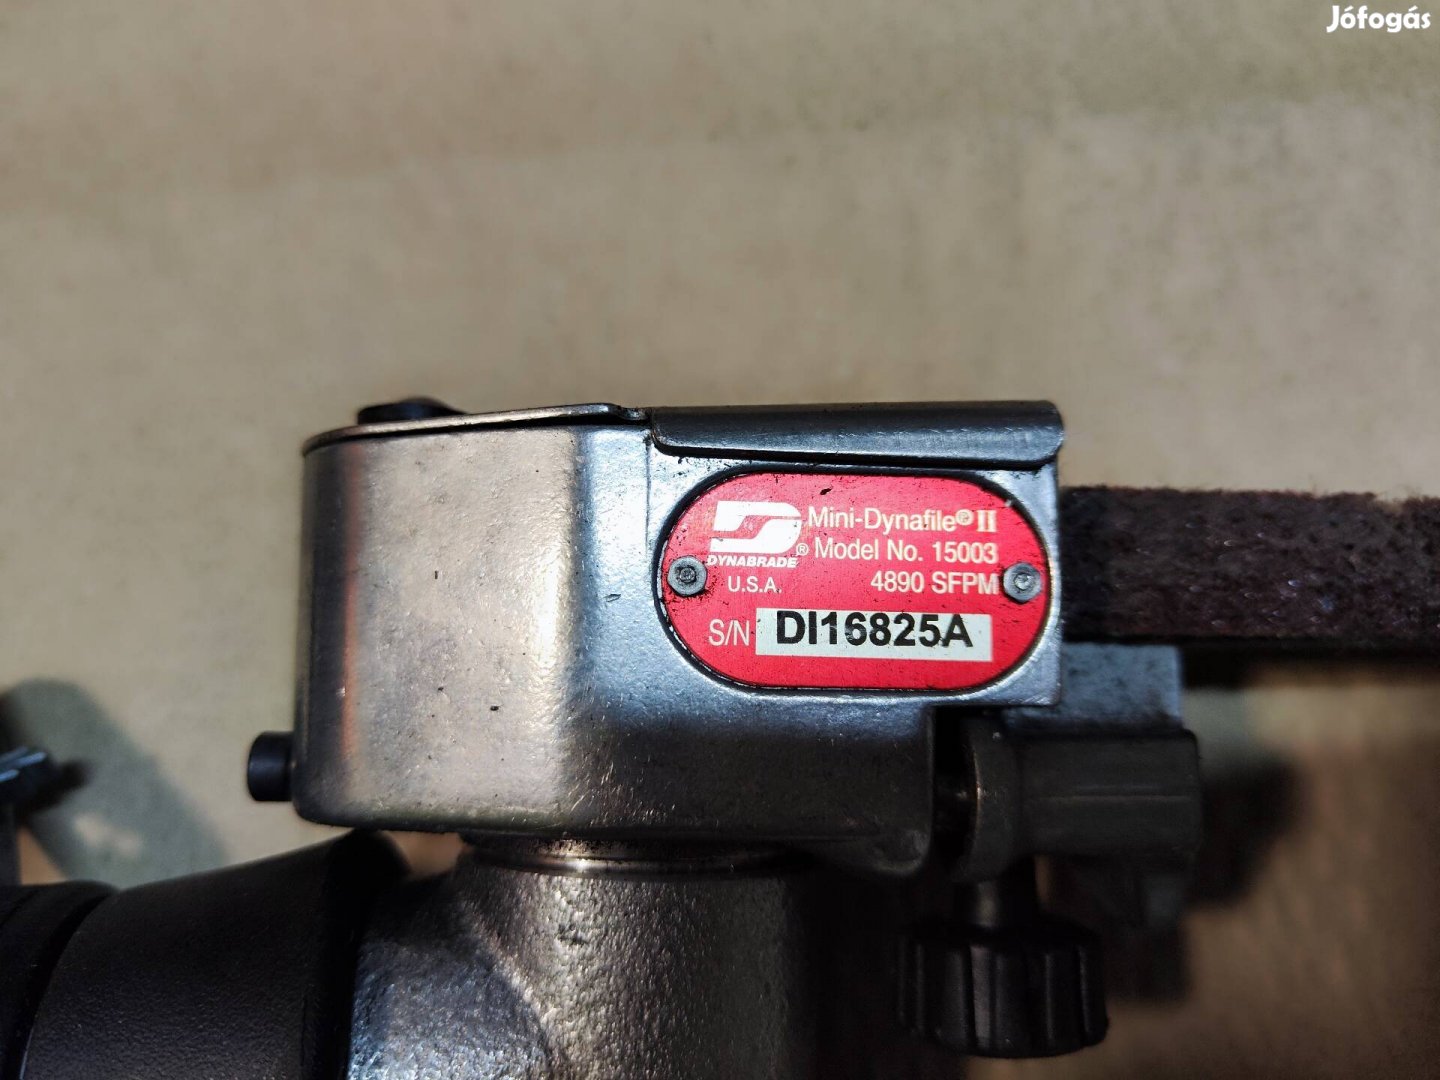 Jófogás
Mini-Dynafile® II
DYNABRADE ® Model No. 15003
U.S.A. 4890 SFPM
S/N DI16825A